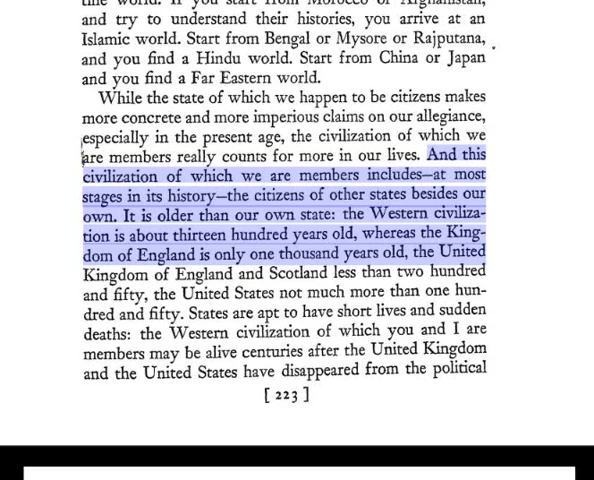 and try to understand their histories, you arrive at an
Islamic world. Start from Bengal or Mysore or Rajputana,
and you find a Hindu world. Start from China or Japan
and you find a Far Eastern world.
While the state of which we happen to be citizens makes
more concrete and more imperious claims on our allegiance,
especially in the present age, the civilization of which we
are members really counts for more in our lives. And this
civilization of which we are members includes—at most
stages in its history—the citizens of other states besides our
own. It is older than our own state: the Western civiliza-
tion is about thirteen hundred years old, whereas the King-
dom of England is only one thousand years old, the United
Kingdom of England and Scotland less than two hundred
and fifty, the United States not much more than one hun-
dred and fifty. States are apt to have short lives and sudden
deaths: the Western civilization of which you and I are
members may be alive centuries after the United Kingdom
and the United States have disappeared from the political
[ 223 ]